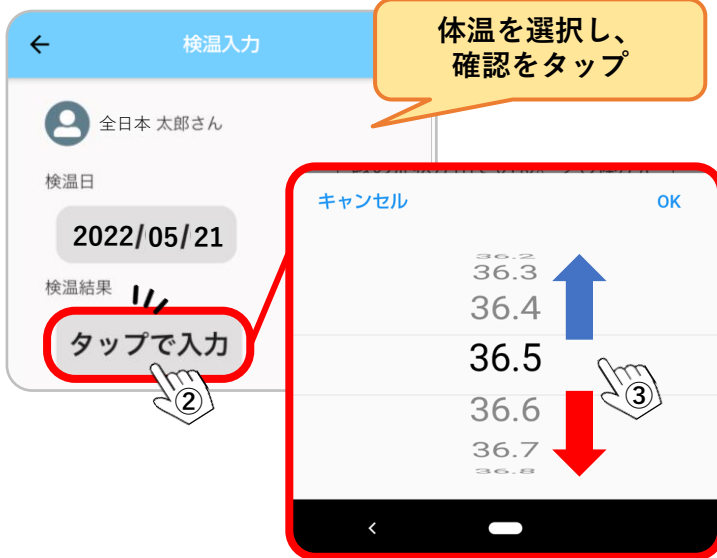 検温入力
体温を選択し、
確認をタップ
全日本 太郎さん
検温日
2022/05/21
検温結果
タップで入力
②
キャンセル
OK
36.2
36.3
36.4
36.5
36.6
36.7
36.8
③